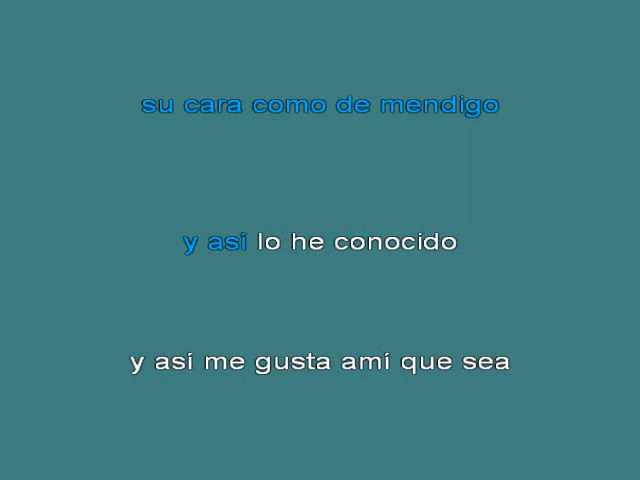 su cara como de mendigo
y así lo he conocido
y así me gusta amí que sea